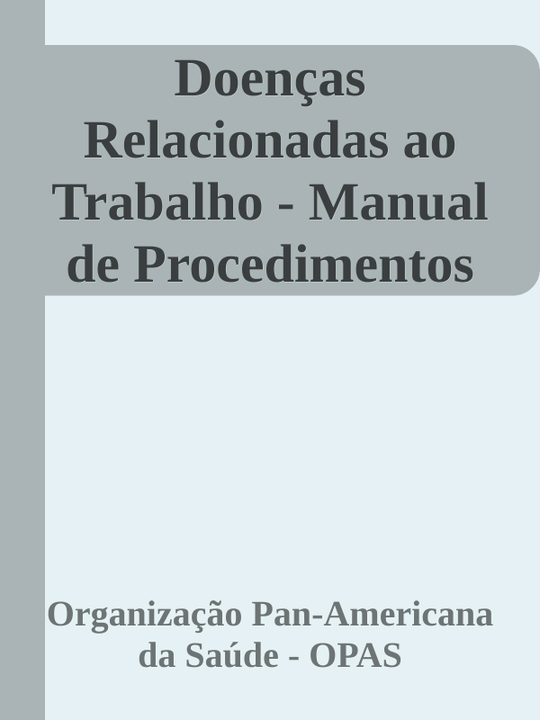 Doenças
Relacionadas ao
Trabalho - Manual
de Procedimentos
Organização Pan-Americana
da Saúde - OPAS